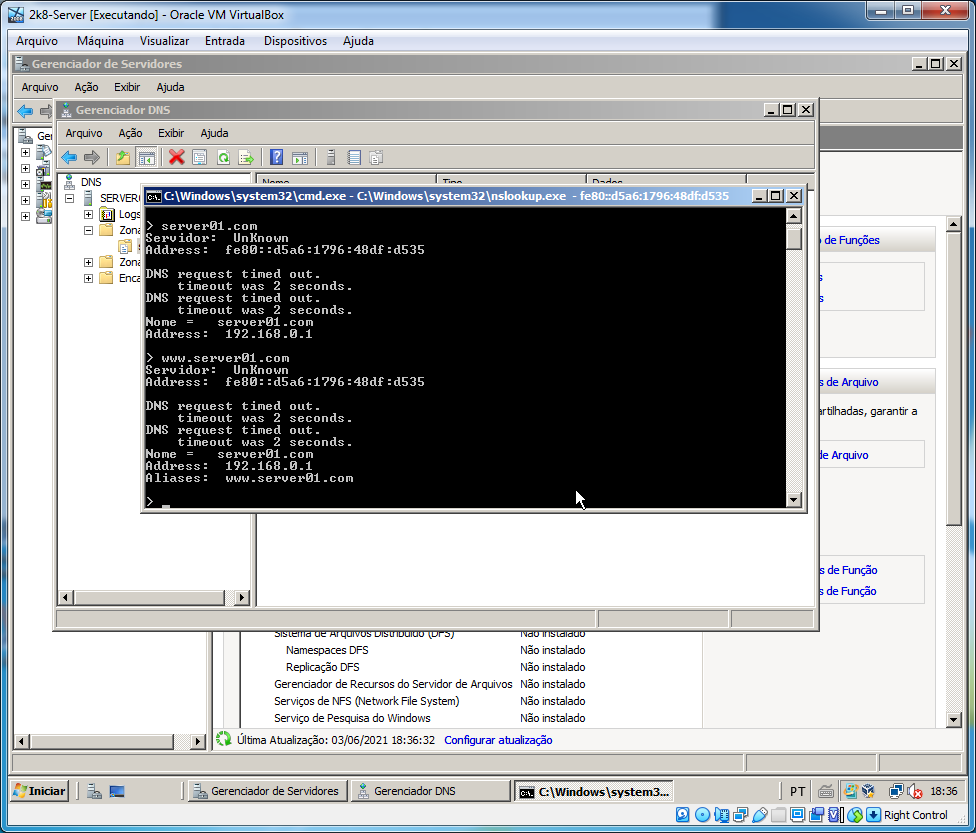 2k8-Server [Executando] - Oracle VM VirtualBox
Arquivo Máquina Visualizar Entrada Dispositivos Ajuda
Gerenciador de Servidores
Arquivo Ação Exibir Ajuda
Gerenciador DNS
Arquivo Ação Exibir Ajuda
DNS
Nome Tipo Dados
C:\Windows\system32\cmd.exe - C:\Windows\system32\nslookup.exe - fe80::d5a6:1796:48df:d535
Logs
Zona
Zona
> server01.com
Servidor: UnKnown
Address: fe80::d5a6:1796:48df:d535
DNS request timed out.
timeout was 2 seconds.
DNS request timed out.
timeout was 2 seconds.
Nome = server01.com
Address: 192.168.0.1
> www.server01.com
Servidor: UnKnown
Address: fe80::d5a6:1796:48df:d535
DNS request timed out.
timeout was 2 seconds.
DNS request timed out.
timeout was 2 seconds.
Nome = server01.com
Address: 192.168.0.1
Aliases: www.server01.com
>
de Funções
s de Arquivo
artilhadas, garantir a
de Arquivo
s de Função
s de Função
Sistema de Arquivos Distribuído (DFS) Não instalado
Namespaces DFS Não instalado
Replicação DFS Não instalado
Gerenciador de Recursos do Servidor de Arquivos Não instalado
Serviços de NFS (Network File System) Não instalado
Serviço de Pesquisa do Windows Não instalado
Última Atualização: 03/06/2021 18:36:32 Configurar atualização
Iniciar Gerenciador de Servidores Gerenciador DNS C:\Windows\system3... PT 18:36
Right Control